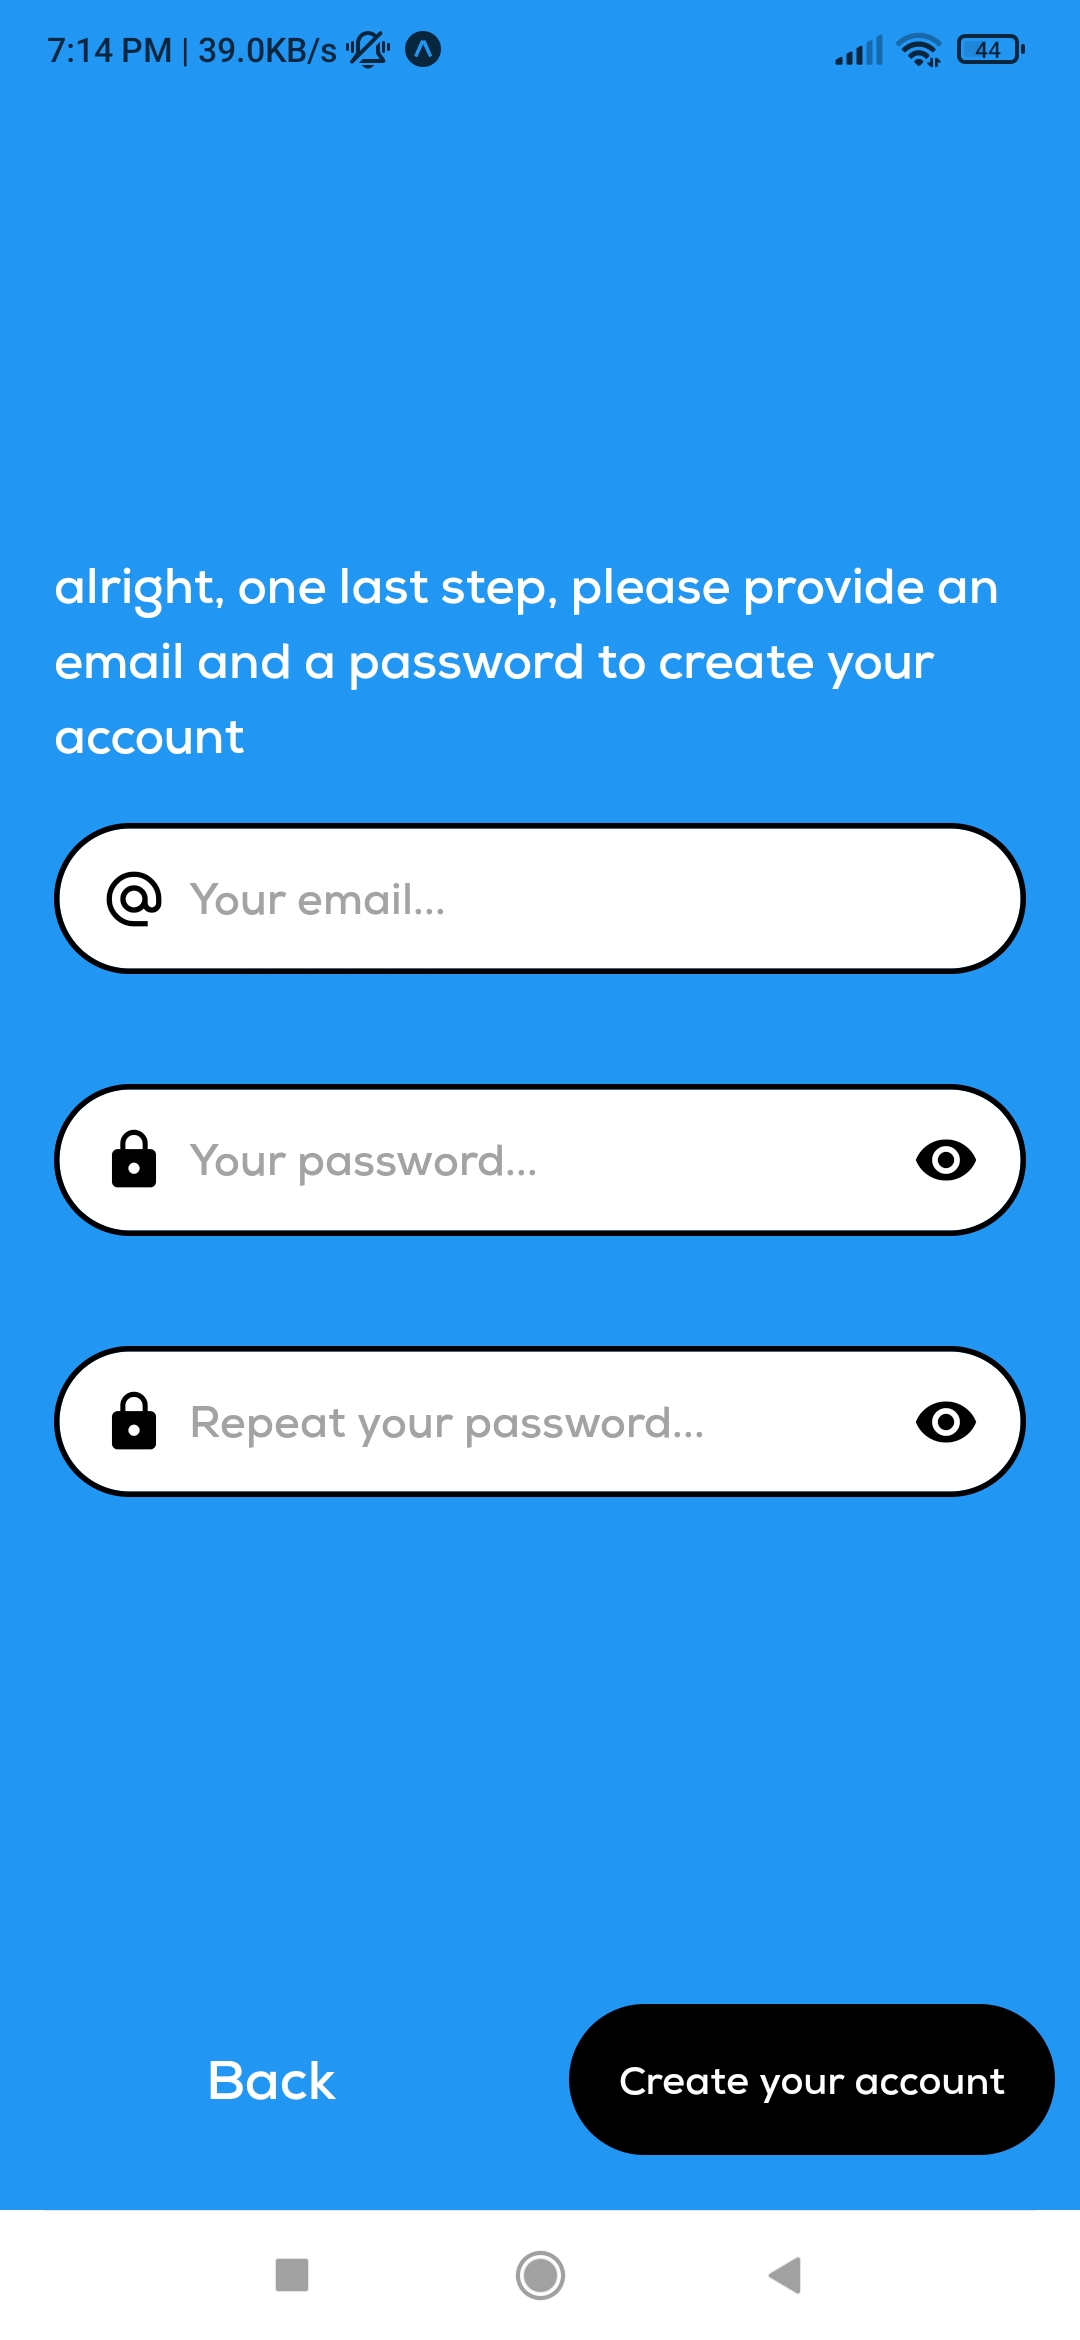 7:14 PM | 39.0KB/s
44
alright, one last step, please provide an
email and a password to create your
account
Your email...
Your password...
Repeat your password...
Back
Create your account